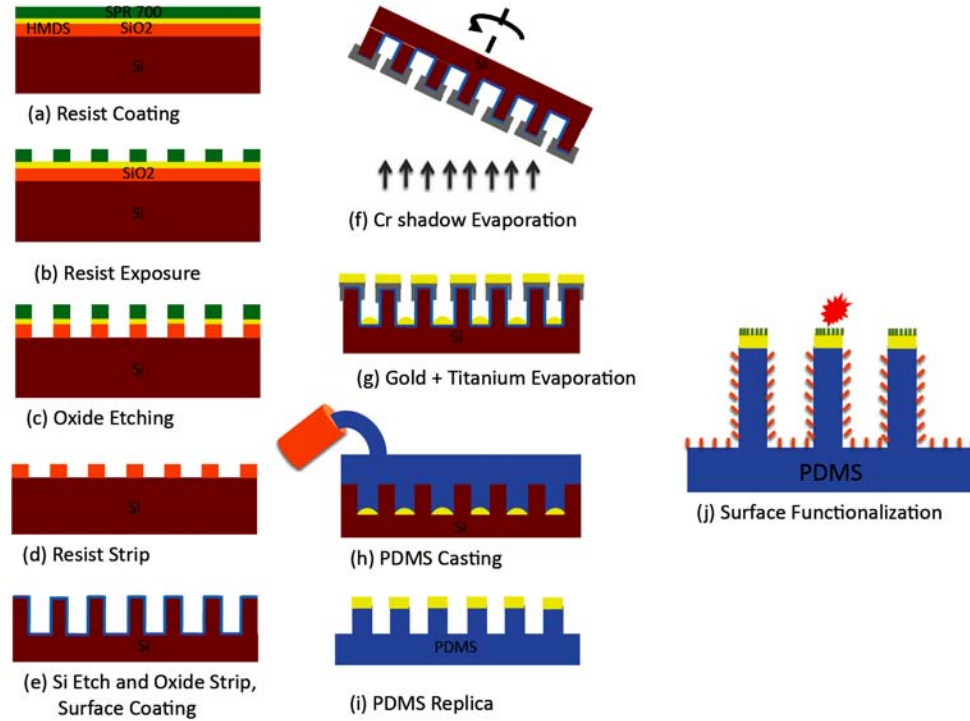 SPR 700
HMDS SiO2
Si
(a) Resist Coating
SiO2
Si
(b) Resist Exposure
Si
(c) Oxide Etching
Si
(d) Resist Strip
Si
(e) Si Etch and Oxide Strip,
Surface Coating
Si
(f) Cr shadow Evaporation
Si
(g) Gold + Titanium Evaporation
Si
(h) PDMS Casting
PDMS
(i) PDMS Replica
PDMS
(j) Surface Functionalization